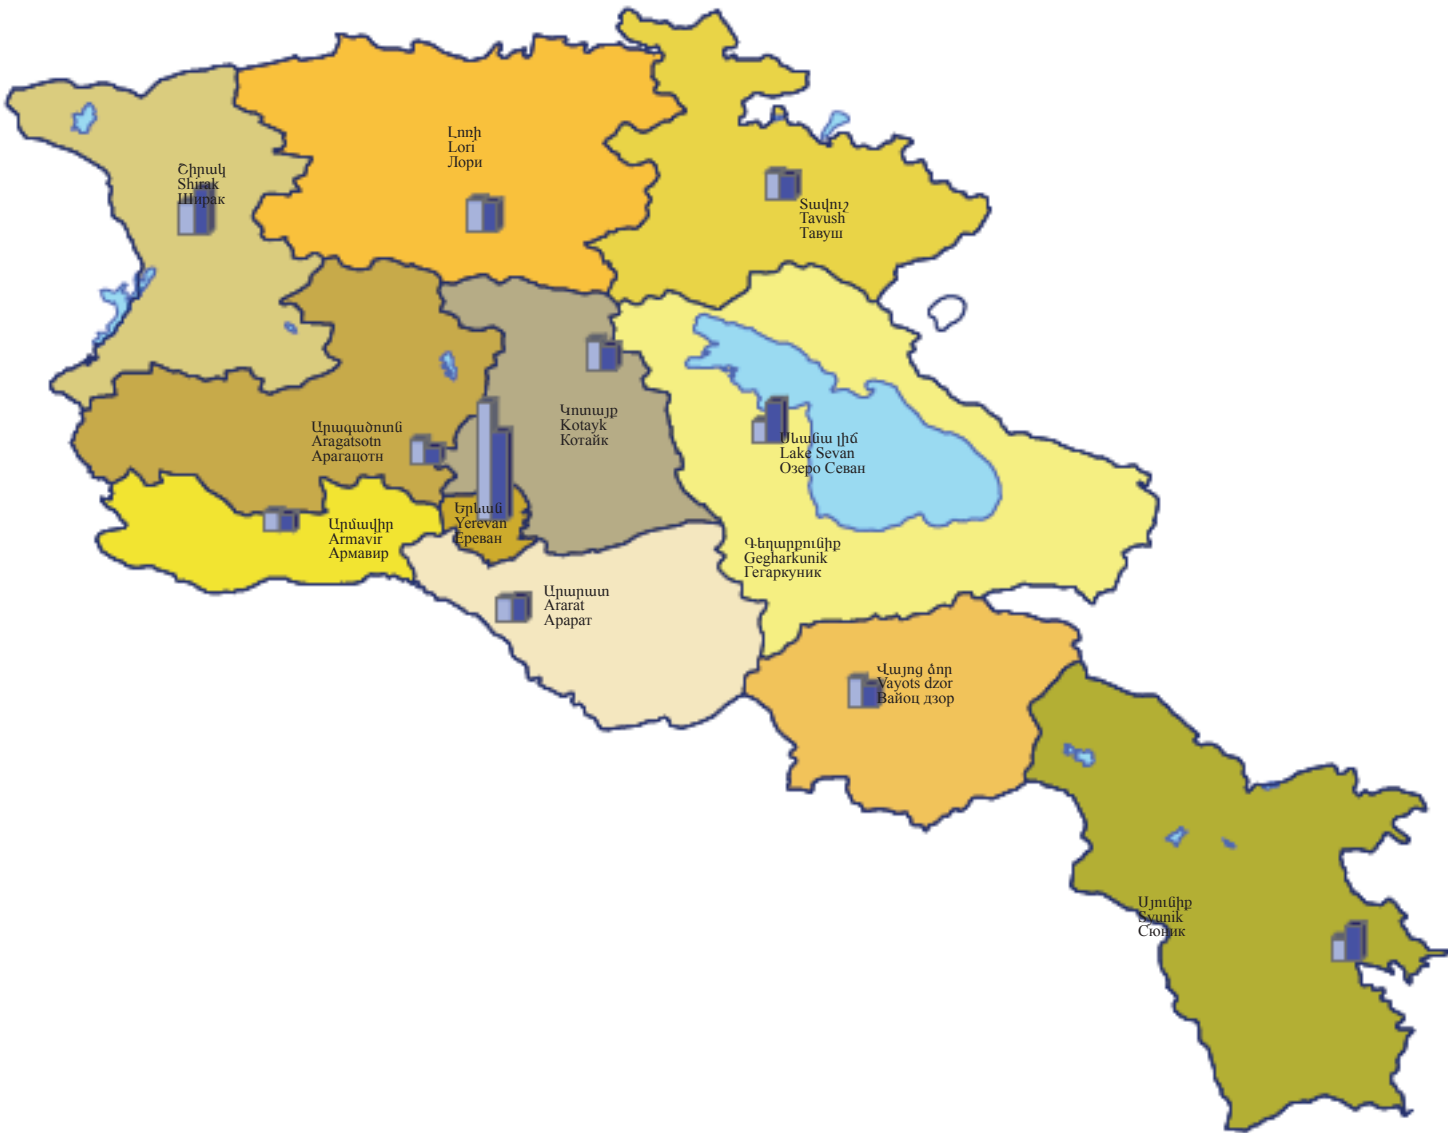 Լոռի
Lori
Лори
Շիրակ
Shirak
Ширак
Տավուշ
Tavush
Тавуш
Արագածոտն
Aragatsotn
Арагацотн
Կոտայք
Kotayk
Котайк
Սևանա լիճ
Lake Sevan
Озеро Севан
Երևան
Yerevan
Ереван
Արմավիր
Armavir
Армавир
Գեղարքունիք
Gegharkunik
Гегаркуник
Արարատ
Ararat
Арарат
Վայոց ձոր
Vayots dzor
Вайоц дзор
Սյունիք
Syunik
Сюник